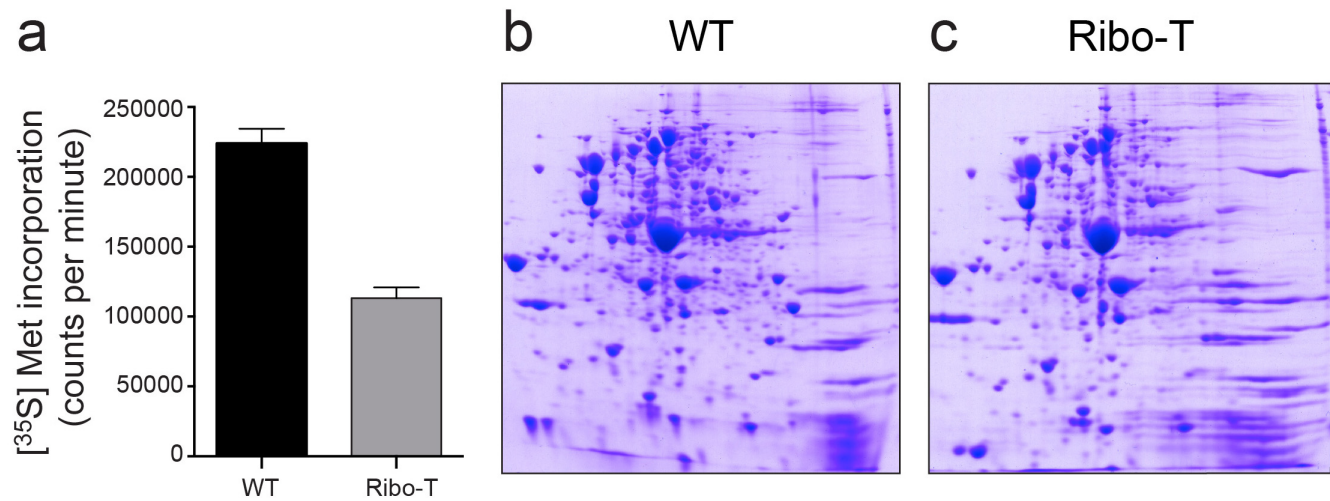 a
[³⁵S] Met incorporation
(counts per minute)
250000
200000
150000
100000
50000
0
WT
Ribo-T
b
WT
c
Ribo-T